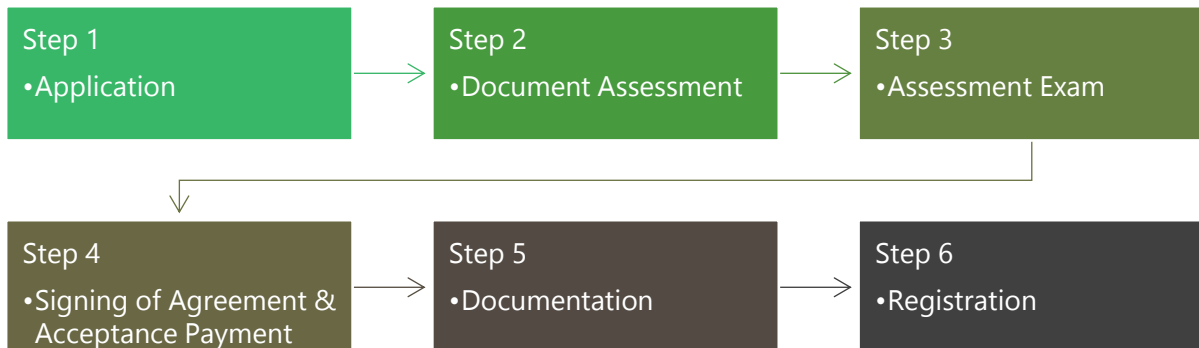 Step 1
•Application
Step 2
•Document Assessment
Step 3
•Assessment Exam
Step 4
•Signing of Agreement &
Acceptance Payment
Step 5
•Documentation
Step 6
•Registration